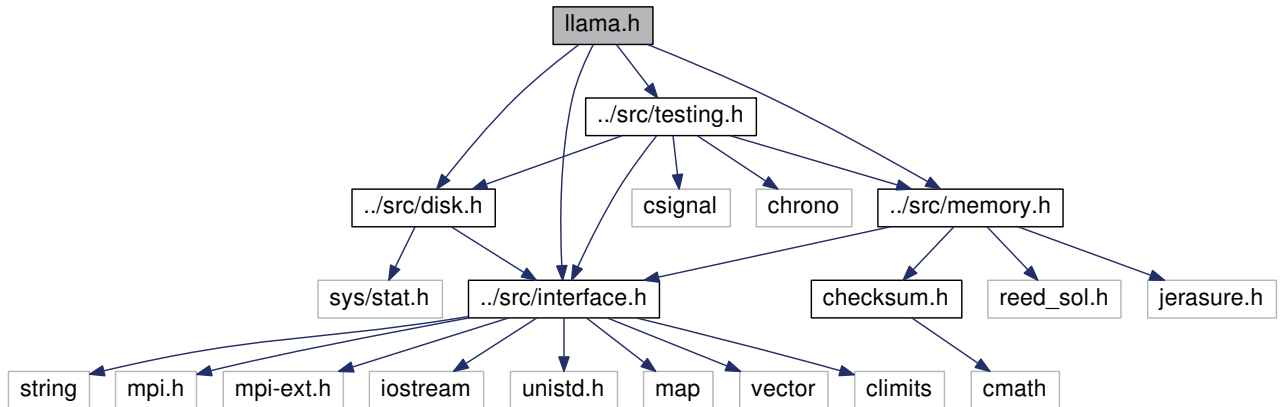 llama.h
../src/testing.h
../src/disk.h
csignal
chrono
../src/memory.h
sys/stat.h
../src/interface.h
checksum.h
reed_sol.h
jerasure.h
string
mpi.h
mpi-ext.h
iostream
unistd.h
map
vector
climits
cmath